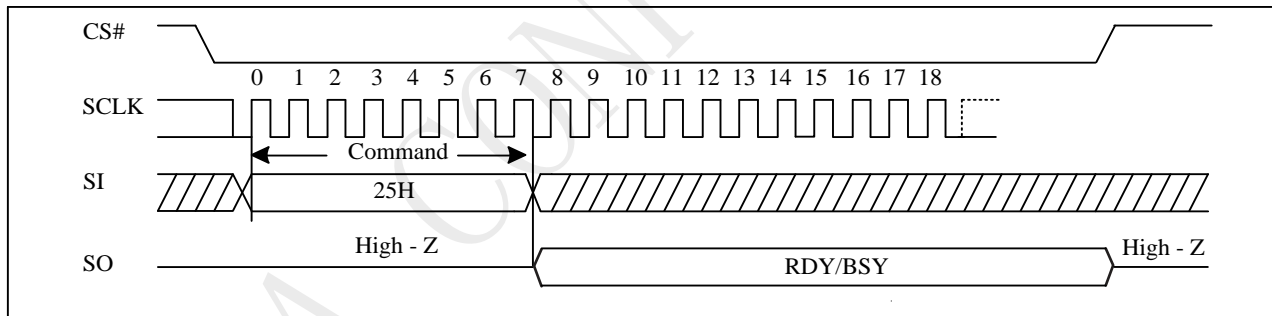 CS#
0 1 2 3 4 5 6 7 8 9 10 11 12 13 14 15 16 17 18
SCLK
Command
SI
25H
High - Z
High - Z
SO
RDY/BSY